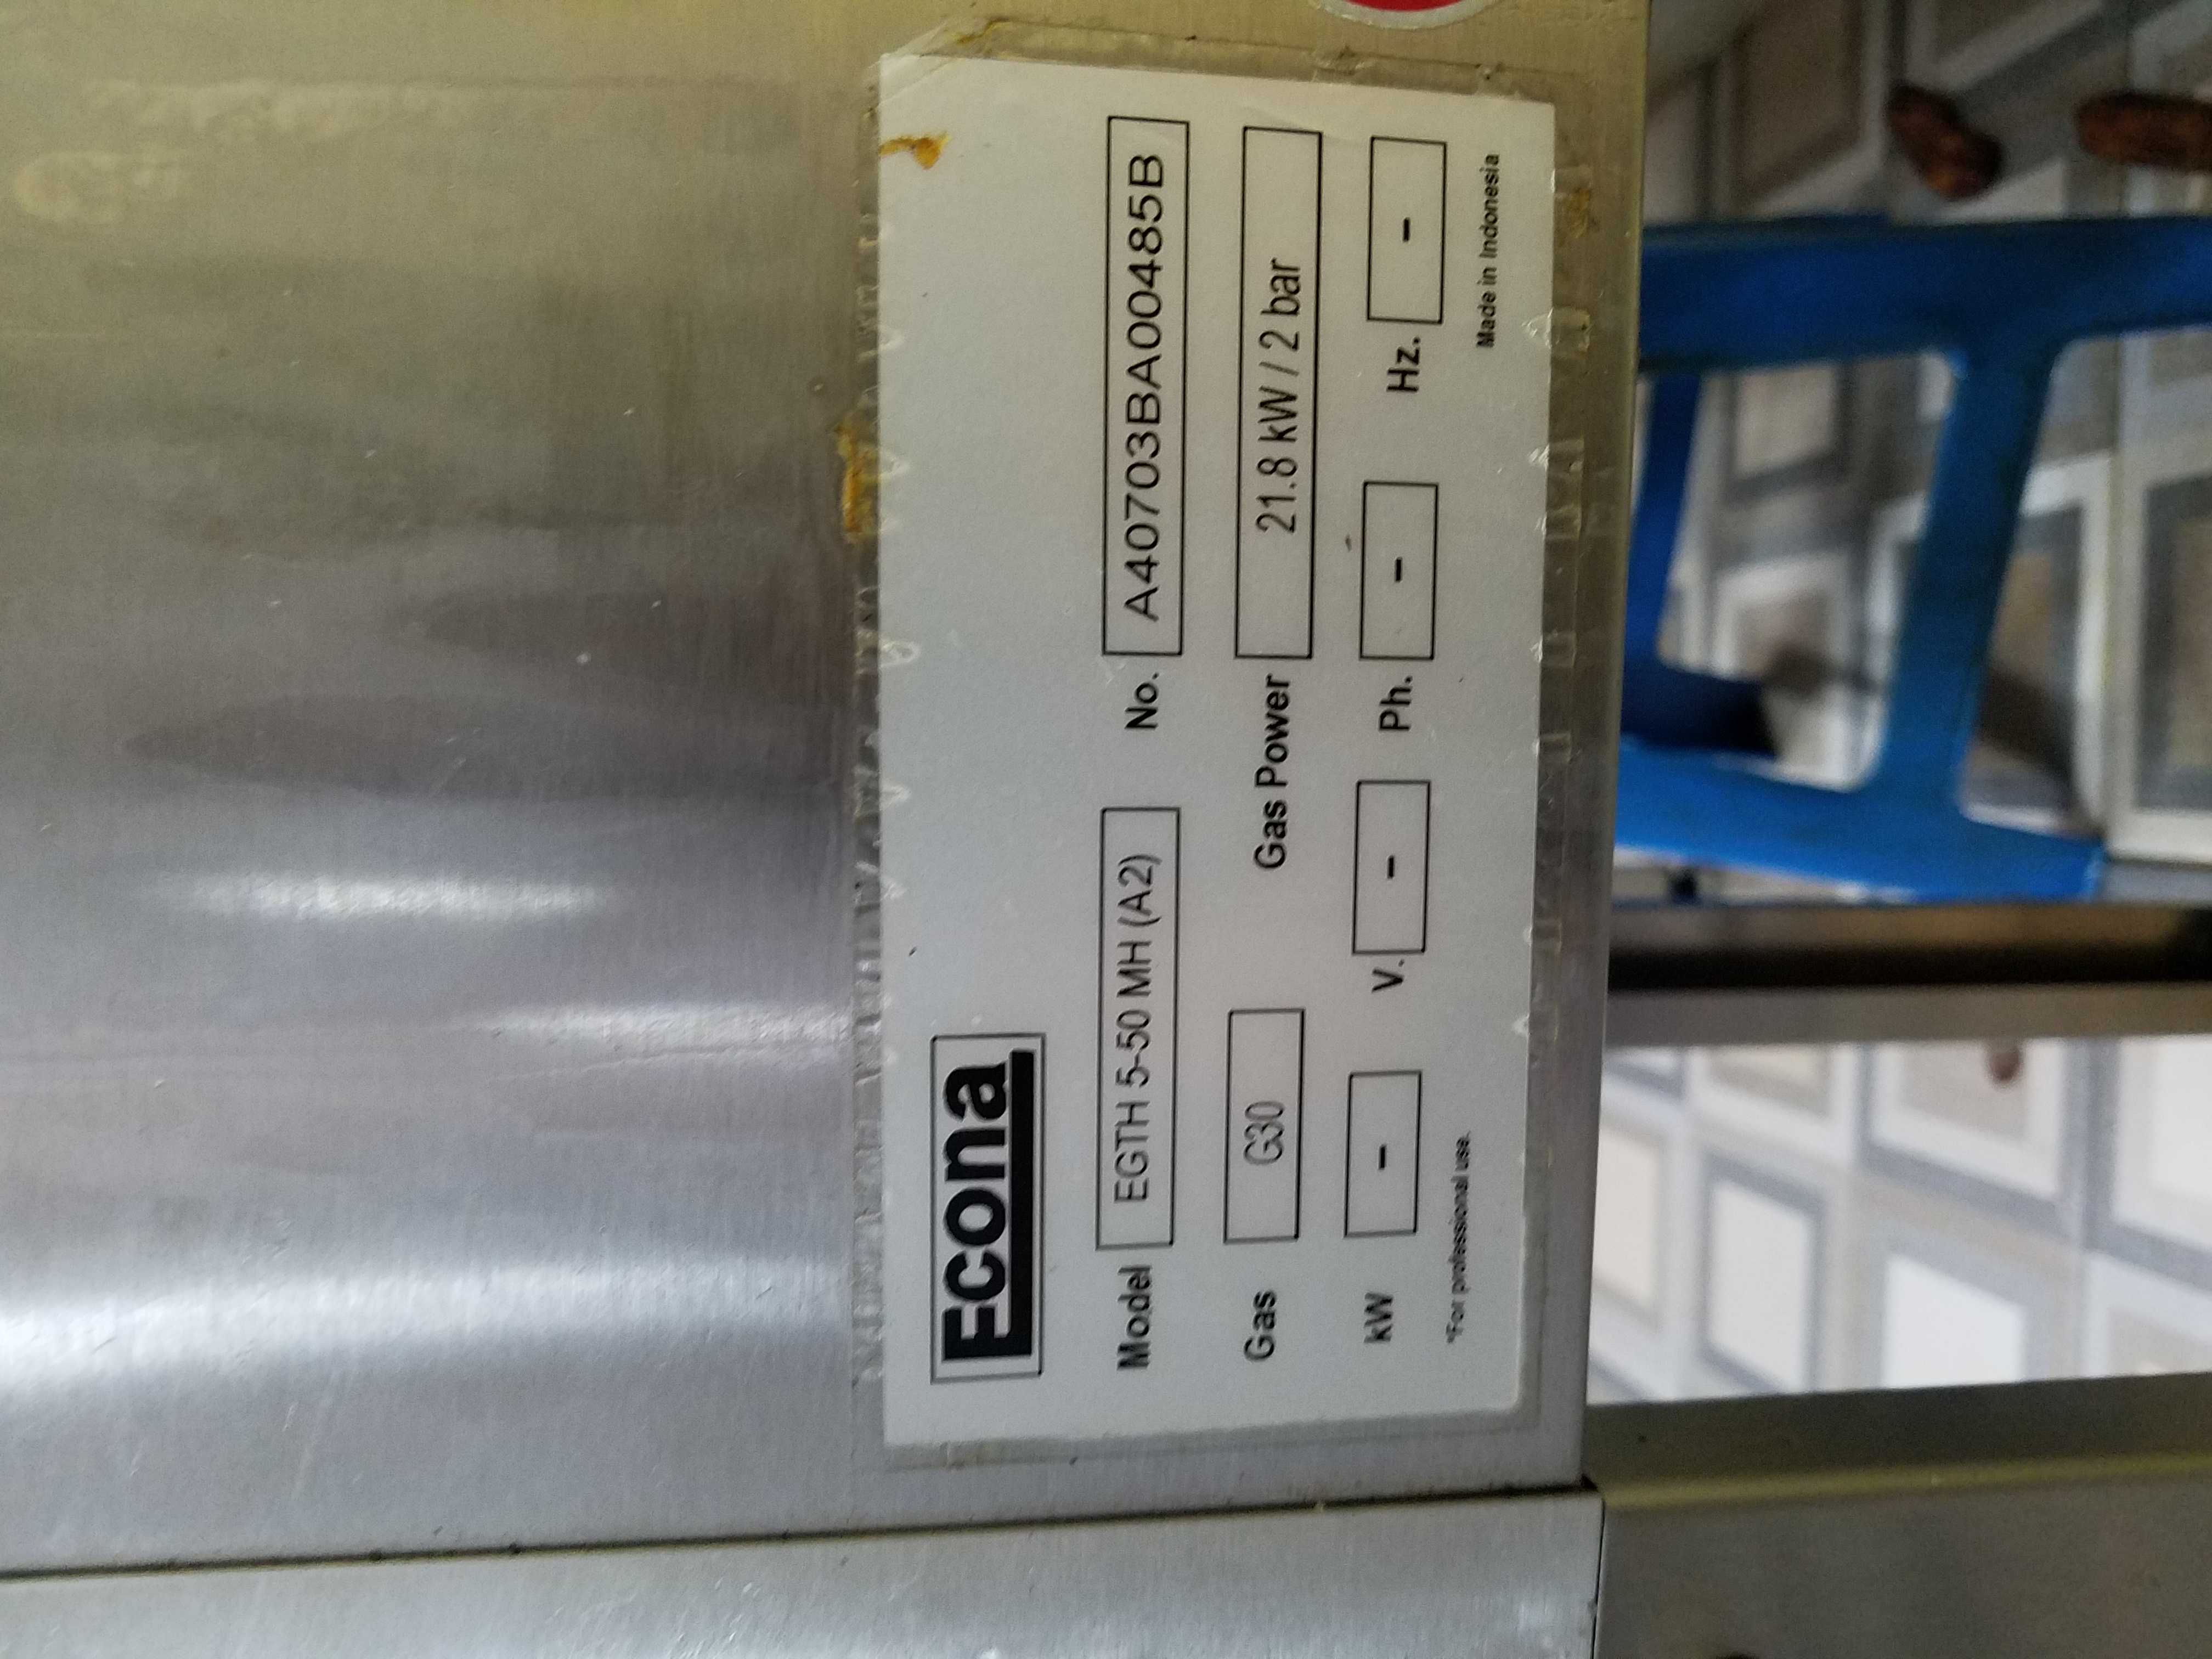 Econa
Model EGTH 5-50 MH (A2) No. A40703BA00485B
Gas G30 Gas Power 21.8 kW / 2 bar
kW - V. - Ph. - Hz. -
"For professional use. Made in Indonesia